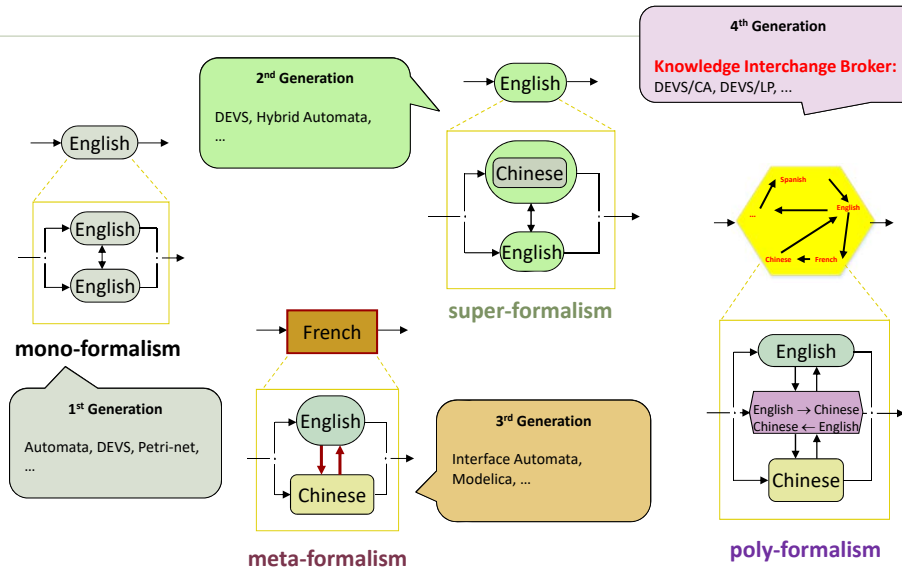 1st Generation
Automata, DEVS, Petri-net,
…
English
English
English
mono-formalism
2nd Generation
DEVS, Hybrid Automata,
…
English
Chinese
English
super-formalism
French
English
Chinese
meta-formalism
3rd Generation
Interface Automata,
Modelica, …
4th Generation
Knowledge Interchange Broker:
DEVS/CA, DEVS/LP, ...
Spanish
English
...
Chinese
French
English
English → Chinese
Chinese ← English
Chinese
poly-formalism